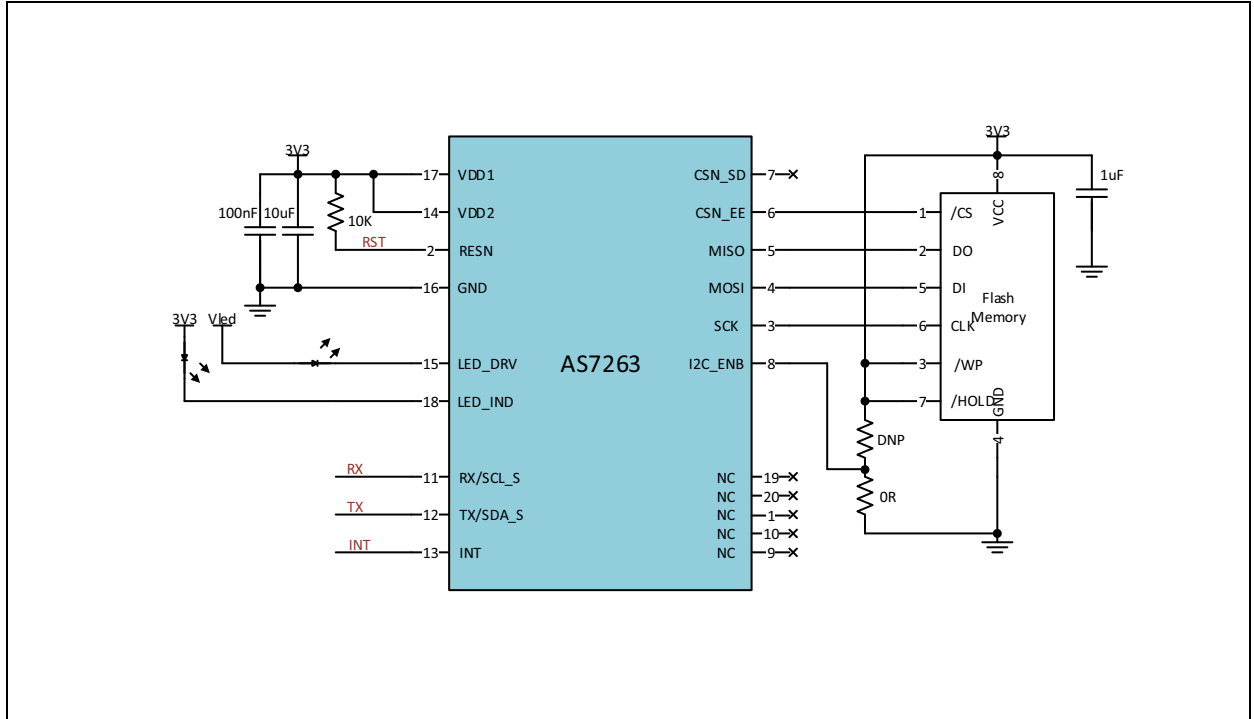 3V3
3V3
17 VDD1
CSN_SD 7
8
VCC
1uF
100nF 10uF
10K
14 VDD2
CSN_EE 6
1 /CS
RST
2 RESN
MISO 5
2 DO
16 GND
MOSI 4
5 DI
Flash
Memory
3V3 Vled
SCK 3
6 CLK
15 LED_DRV
AS7263
I2C_ENB 8
3 /WP
18 LED_IND
7 /HOLD
GND
4
DNP
RX
11 RX/SCL_S
NC 19
NC 20
0R
TX
12 TX/SDA_S
NC 1
NC 10
INT
13 INT
NC 9